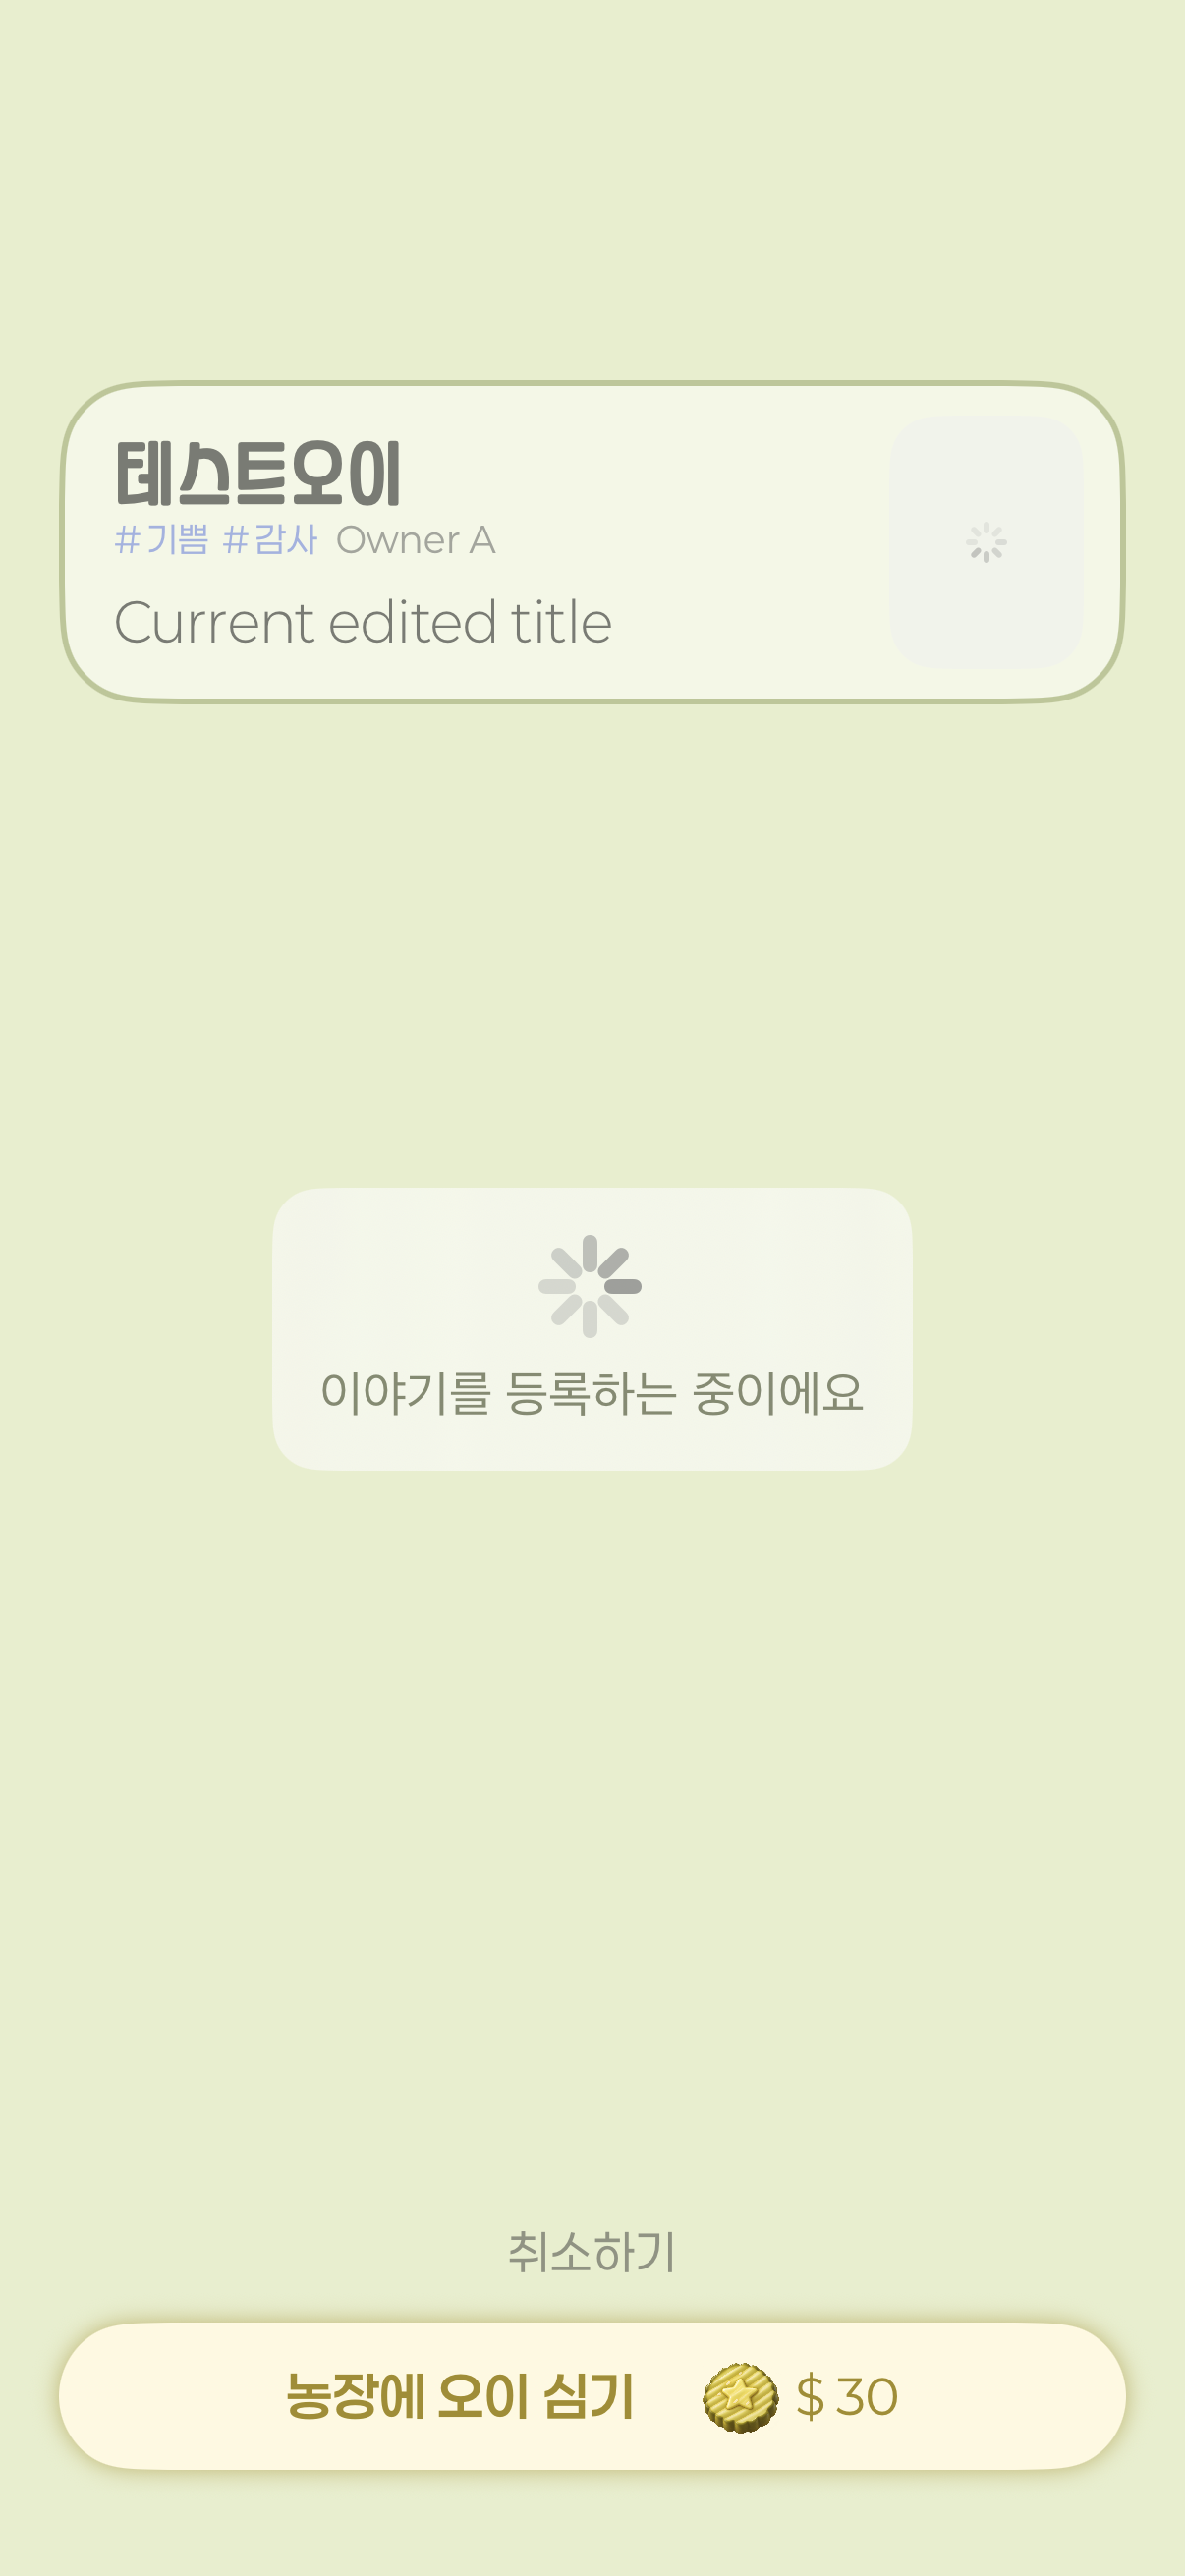 테스트오이
#기쁨 #감사 Owner A
Current edited title
이야기를 등록하는 중이에요
취소하기
농장에 오이 심기 $ 30